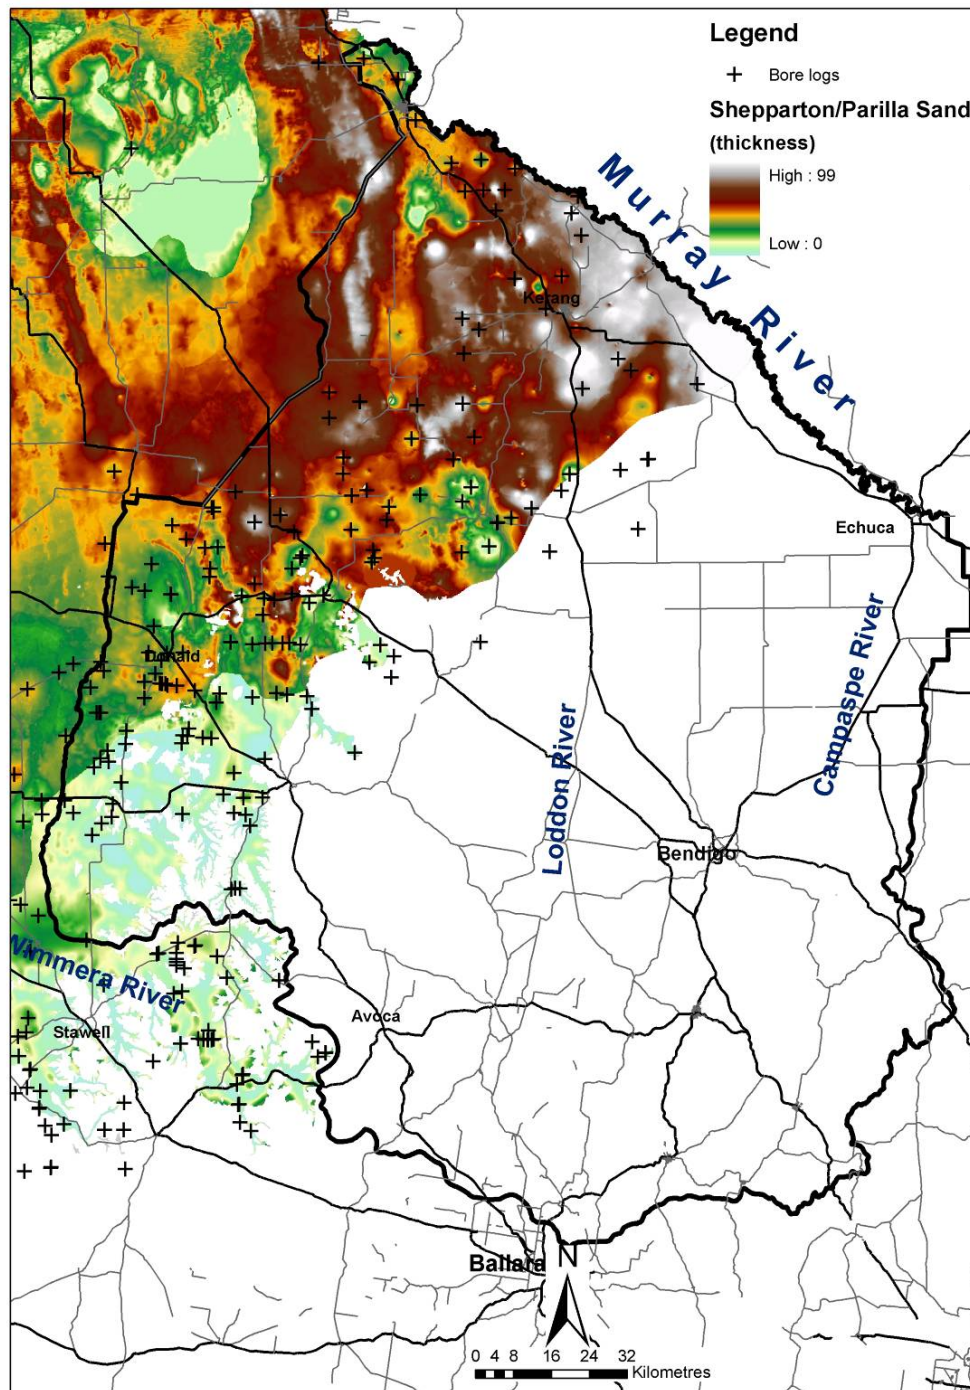 Legend
Bore logs
Shepparton/Parilla Sand
(thickness)
High : 99
Low : 0
Murray River
Kerang
Echuca
Donald
Campaspe River
Loddon River
Bendigo
Wimmera River
Avoca
Stawell
Ballara
N
0 4 8 16 24 32
Kilometres